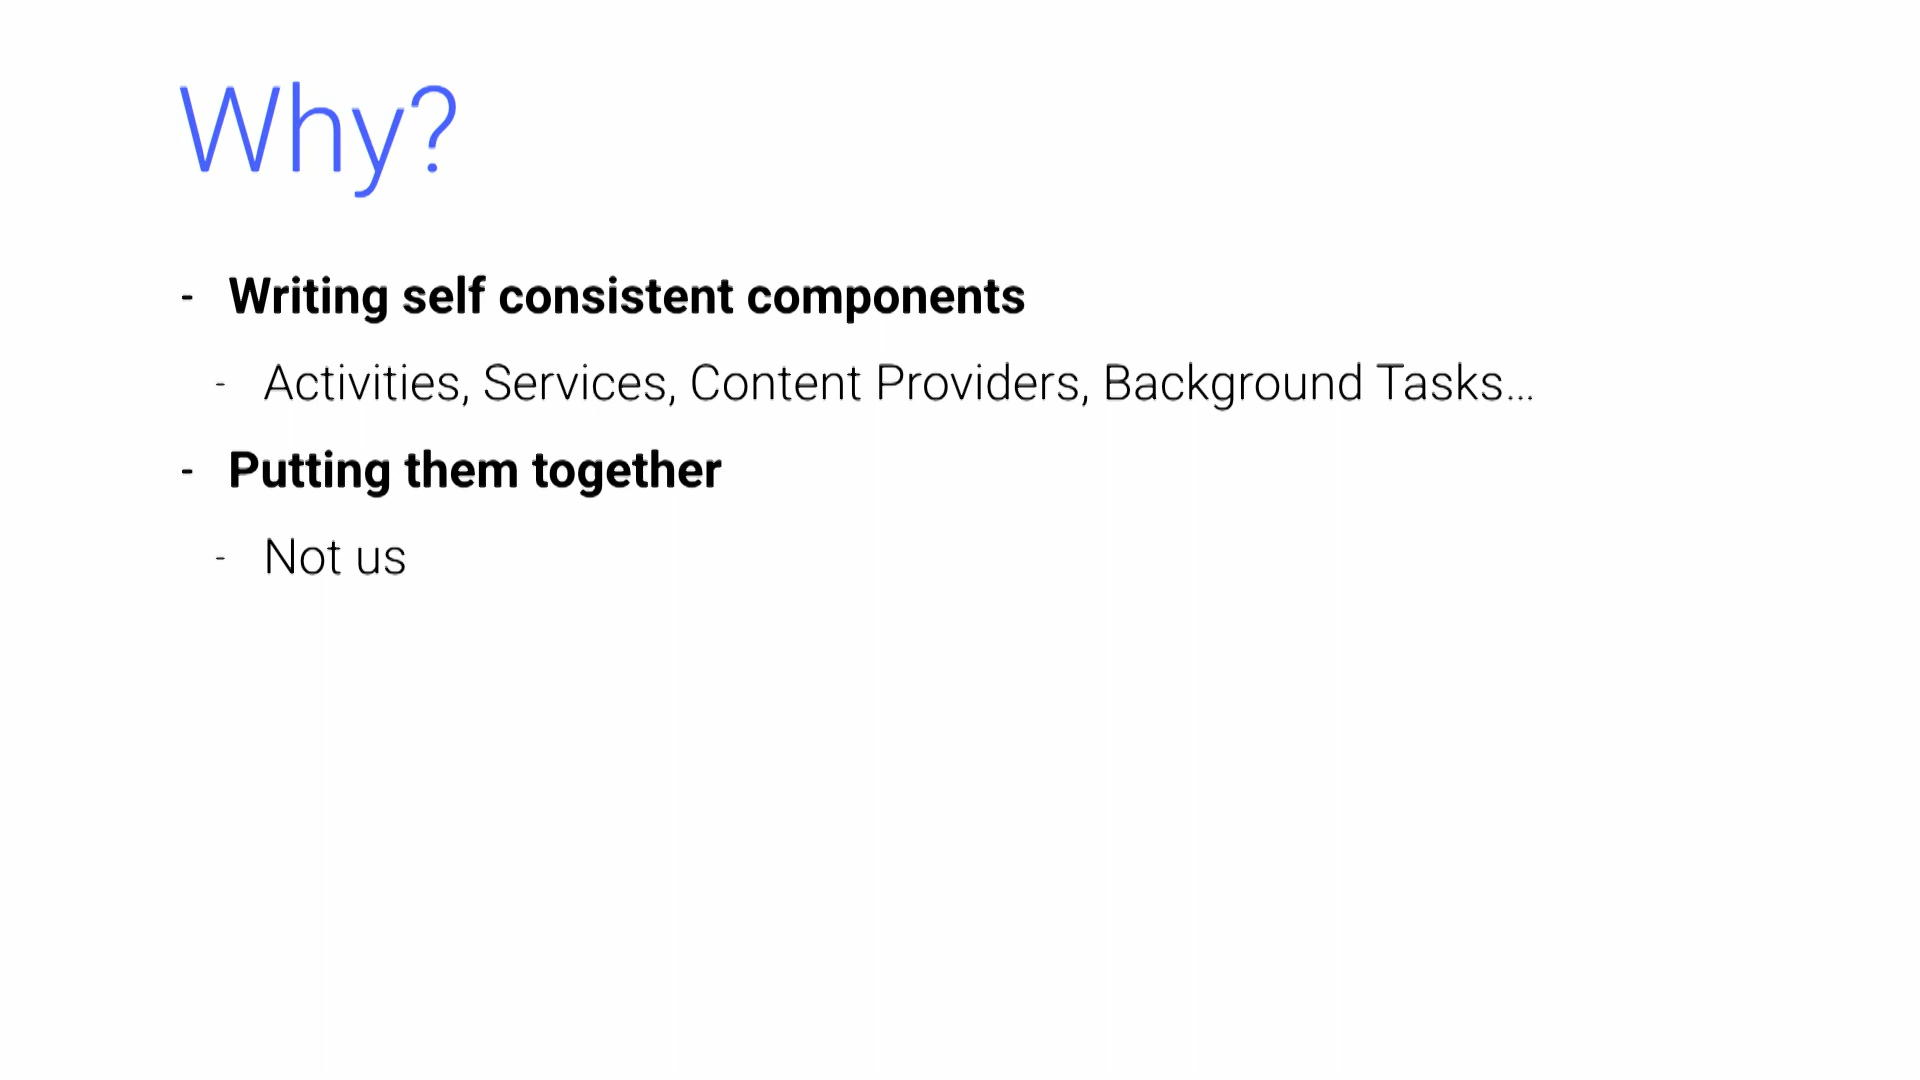 Why?
- Writing self consistent components
- Activities, Services, Content Providers, Background Tasks...
- Putting them together
- Not us